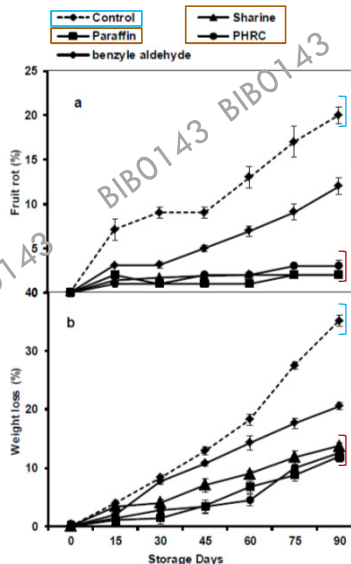 Control Sharine
Paraffin PHRC
benzyle aldehyde
25
a
20
15
10
5
Fruit rot (%)
BIBO143 BIBO143
40
b
30
20
10
0
Weight loss (%)
0 15 30 45 60 75 90
Storage Days